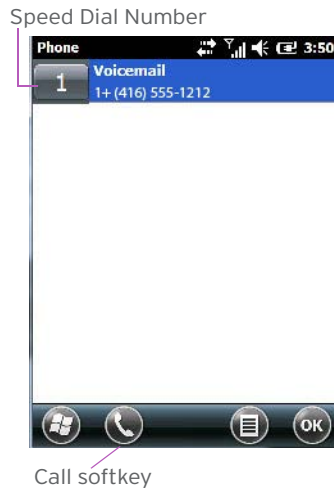 Speed Dial Number
Phone 3:50
1
Voicemail
1+ (416) 555-1212
OK
Call softkey